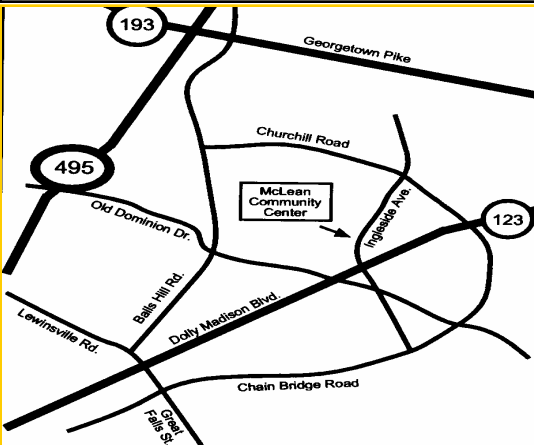 193
Georgetown Pike
Churchill Road
495
McLean
Community
Center
Ingleside Ave.
123
Old Dominion Dr.
Balls Hill Rd.
Dolly Madison Blvd.
Lewinsville Rd.
Chain Bridge Road
Great
Falls St.